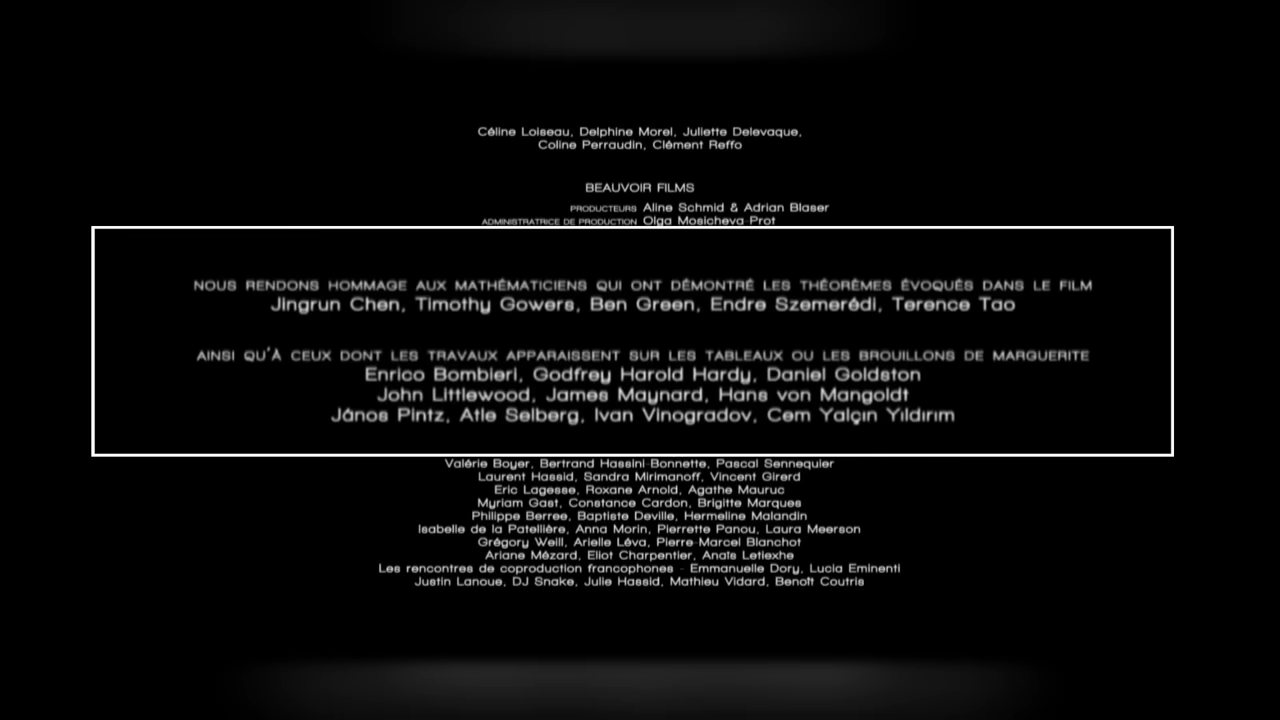 Céline Loiseau, Delphine Morel, Juliette Delevaque,
Coline Perraudin, Clément Reffo
BEAUVOIR FILMS
PRODUCTEURS Aline Schmid & Adrian Blaser
ADMINISTRATRICE DE PRODUCTION Olga Mosicheva-Prot
NOUS RENDONS HOMMAGE AUX MATHÉMATICIENS QUI ONT DÉMONTRÉ LES THÉORÈMES ÉVOQUÉS DANS LE FILM
Jingrun Chen, Timothy Gowers, Ben Green, Endre Szemerédi, Terence Tao
AINSI QU'À CEUX DONT LES TRAVAUX APPARAISSENT SUR LES TABLEAUX OU LES BROUILLONS DE MARGUERITE
Enrico Bombieri, Godfrey Harold Hardy, Daniel Goldston
John Littlewood, James Maynard, Hans von Mangoldt
János Pintz, Atle Selberg, Ivan Vinogradov, Cem Yalçın Yıldırım
Valérie Boyer, Bertrand Hassini-Bonnette, Pascal Sennequier
Laurent Hassid, Sandra Mirimanoff, Vincent Girerd
Eric Lagesse, Roxane Arnold, Agathe Mauruc
Myriam Gast, Constance Cardon, Brigitte Marques
Philippe Berree, Baptiste Deville, Hermeline Malandin
Isabelle de la Patellière, Anna Morin, Pierrette Panou, Laura Meerson
Grégory Weill, Arielle Léva, Pierre-Marcel Blanchot
Ariane Mézard, Eliot Charpentier, Anaïs Letiexhe
Les rencontres de coproduction francophones - Emmanuelle Dory, Lucia Eminenti
Justin Lanoue, DJ Snake, Julie Hassid, Mathieu Vidard, Benoît Coutris